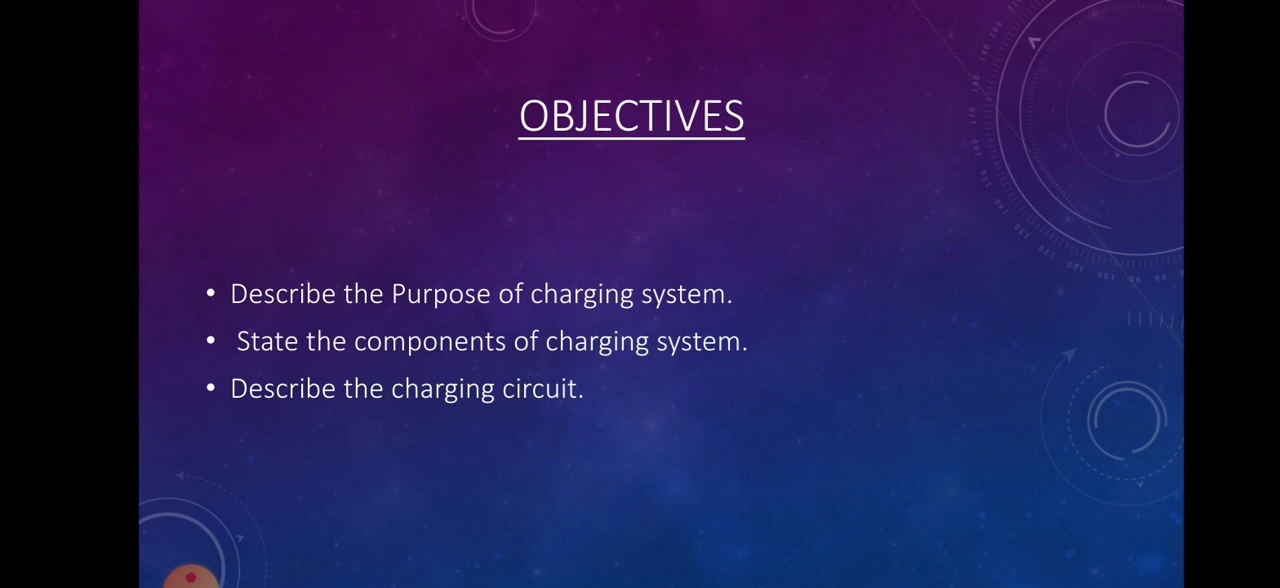 OBJECTIVES
• Describe the Purpose of charging system.
• State the components of charging system.
• Describe the charging circuit.